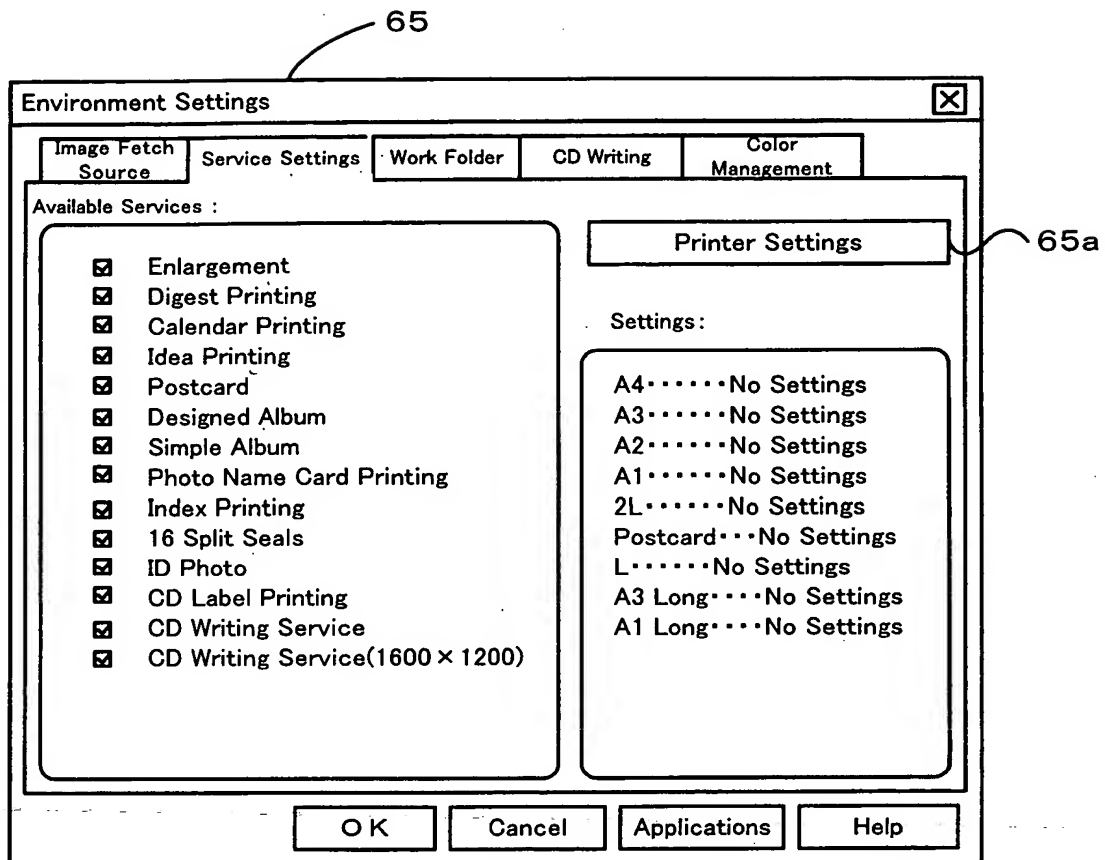 65
Environment Settings
Image Fetch
Source
Service Settings
Work Folder
CD Writing
Color
Management
Available Services :
Enlargement
Digest Printing
Calendar Printing
Idea Printing
Postcard
Designed Album
Simple Album
Photo Name Card Printing
Index Printing
16 Split Seals
ID Photo
CD Label Printing
CD Writing Service
CD Writing Service(1600×1200)
Printer Settings
65a
Settings:
A4・・・・・・No Settings
A3・・・・・・No Settings
A2・・・・・・No Settings
A1・・・・・・No Settings
2L・・・・・・No Settings
Postcard・・・No Settings
L・・・・・・No Settings
A3 Long・・・・No Settings
A1 Long・・・・No Settings
OK
Cancel
Applications
Help